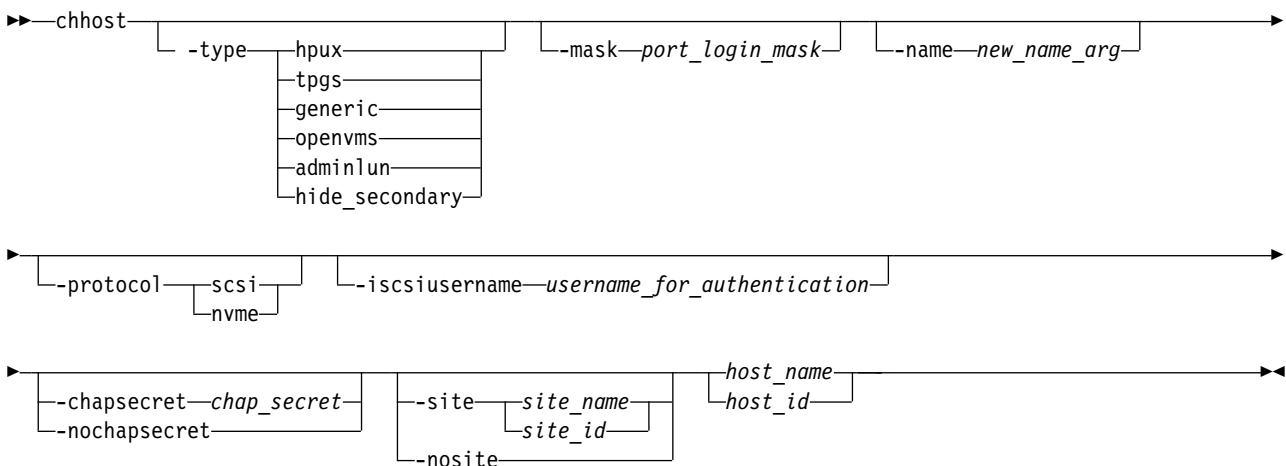 chhost -type hpux -mask port_login_mask -name new_name_arg
tpgs
generic
openvms
adminlun
hide_secondary
-protocol scsi -iscsiusername username_for_authentication
nvme
host_name
-chapsecret chap_secret -site site_name host_id
-nochapsecret site_id
-nosite